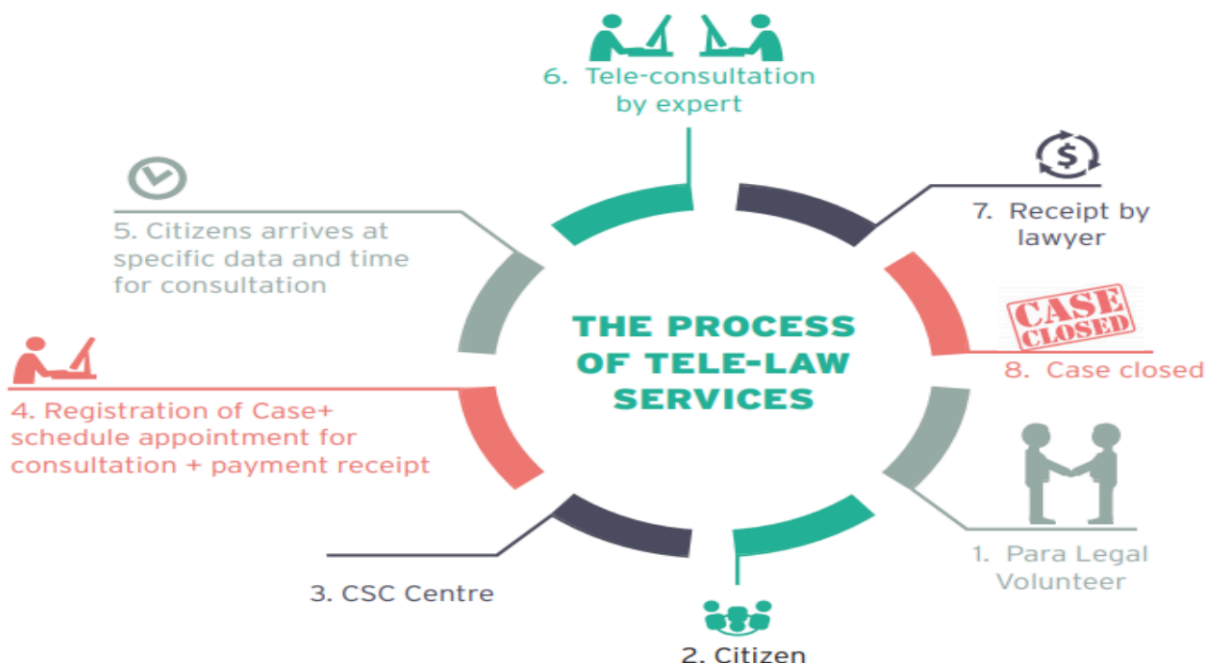 6. Tele-consultation
by expert
5. Citizens arrives at
specific data and time
for consultation
$
7. Receipt by
lawyer
THE PROCESS
OF TELE-LAW
SERVICES
CASE
CLOSED
8. Case closed
4. Registration of Case+
schedule appointment for
consultation + payment receipt
1. Para Legal
Volunteer
3. CSC Centre
2. Citizen